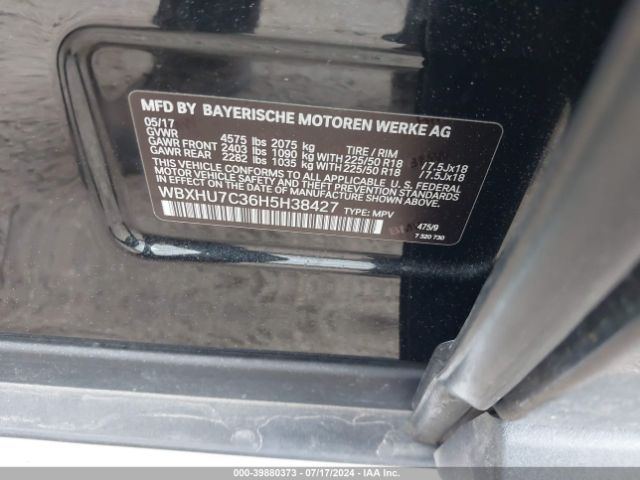 MFD BY BAYERISCHE MOTOREN WERKE AG
05/17
GVWR 4575 lbs 2075 kg TIRE / RIM
GAWR FRONT 2403 lbs 1090 kg WITH 225/50 R18 /7.5Jx18
GAWR REAR 2282 lbs 1035 kg WITH 225/50 R18 /7.5Jx18
THIS VEHICLE CONFORMS TO ALL APPLICABLE U.S. FEDERAL
MOTOR VEHICLE SAFETY AND THEFT PREVENTION STANDARDS
IN EFFECT ON THE DATE OF MANUFACTURE SHOWN ABOVE.
WBXHU7C36H5H38427 TYPE: MPV
475/9
7 320 730
000-39880373 - 07/17/2024 - IAA Inc.